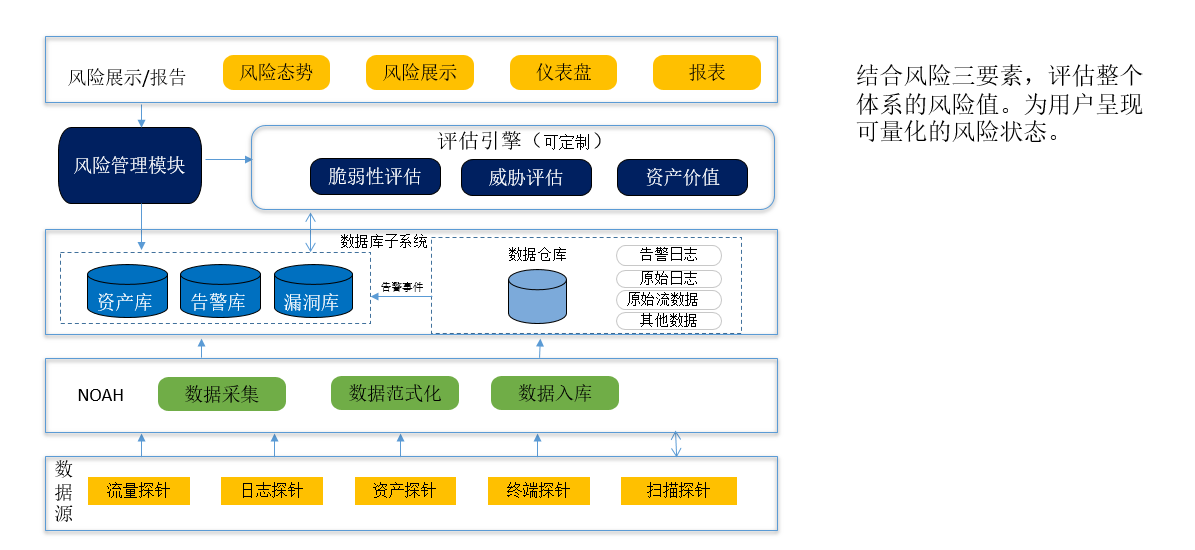 风险展示/报告
风险态势
风险展示
仪表盘
报表
结合风险三要素，评估整个
体系的风险值。为用户呈现
可量化的风险状态。
风险管理模块
评估引擎（可定制）
脆弱性评估
威胁评估
资产价值
数据库子系统
资产库
告警库
漏洞库
告警事件
数据仓库
告警日志
原始日志
原始流数据
其他数据
NOAH
数据采集
数据范式化
数据入库
数
据
源
流量探针
日志探针
资产探针
终端探针
扫描探针